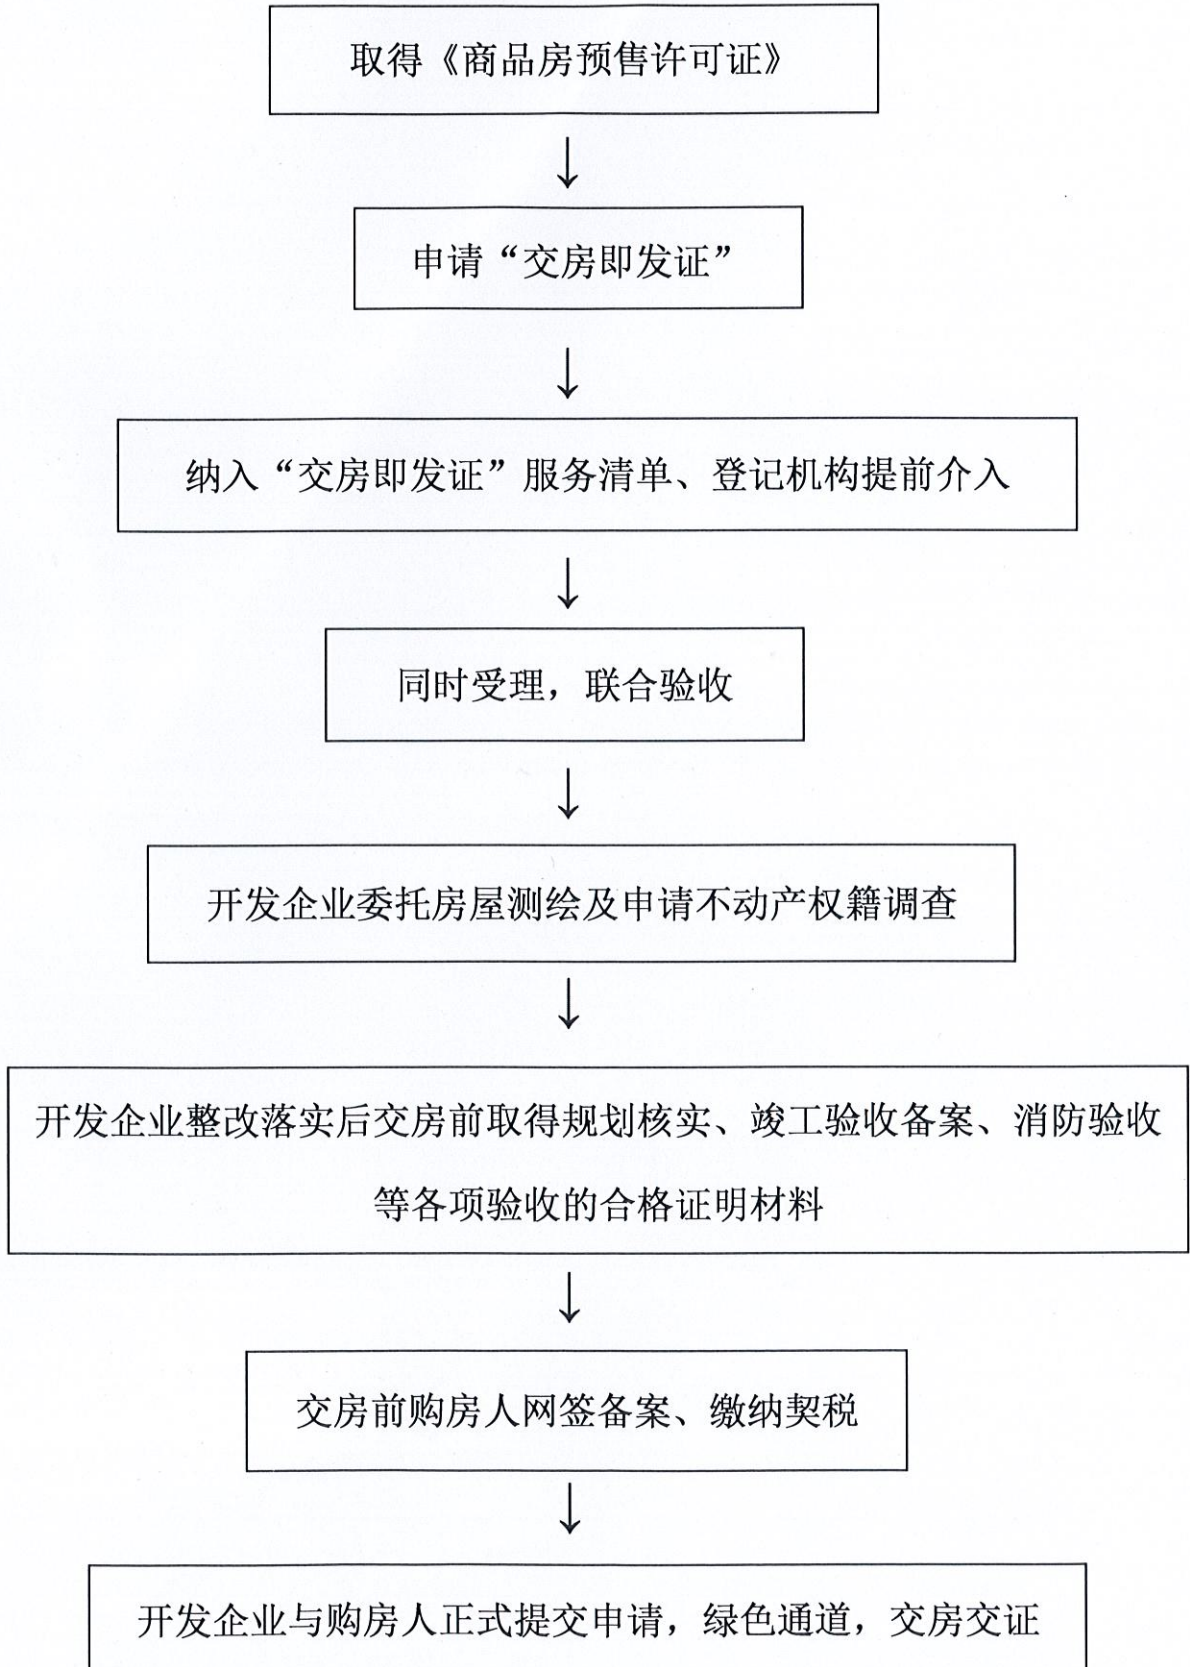 取得《商品房预售许可证》
↓
申请“交房即发证”
↓
纳入“交房即发证”服务清单、登记机构提前介入
↓
同时受理，联合验收
↓
开发企业委托房屋测绘及申请不动产权籍调查
↓
开发企业整改落实后交房前取得规划核实、竣工验收备案、消防验收
等各项验收的合格证明材料
↓
交房前购房人网签备案、缴纳契税
↓
开发企业与购房人正式提交申请，绿色通道，交房交证